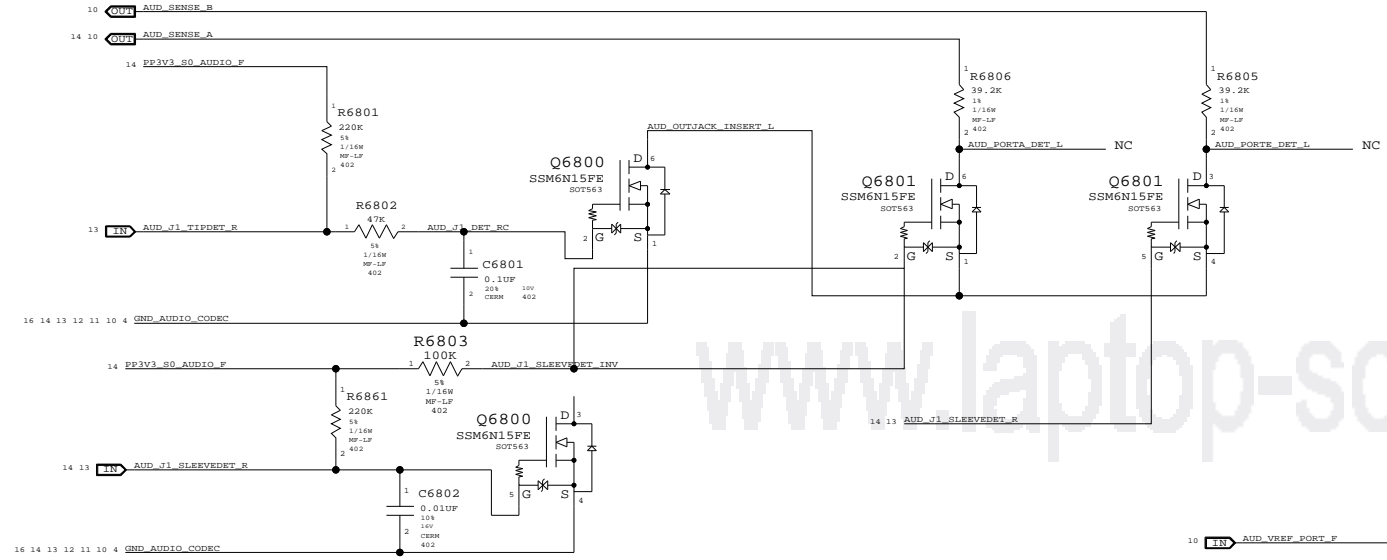 10 OUT AUD_SENSE_B
14 10 OUT AUD_SENSE_A
14 PP3V3_S0_AUDIO_F
1
R6801
220K
5%
1/16W
MF-LF
402
2
1
R6806
39.2K
1%
1/16W
MF-LF
402
2
1
R6805
39.2K
1%
1/16W
MF-LF
402
2
AUD_OUTJACK_INSERT_L
AUD_PORTA_DET_L NC
AUD_PORTE_DET_L NC
Q6800
SSM6N15FE
SOT563
D 6
2 G S 1
Q6801
SSM6N15FE
SOT563
D 6
2 G S 1
Q6801
SSM6N15FE
SOT563
D 3
5 G S 4
13 IN AUD_J1_TIPDET_R
R6802
47K
1 2
5%
1/16W
MF-LF
402
AUD_J1_DET_RC
1
C6801
0.1UF
20% 10V
CERM 402
2
16 14 13 12 11 10 4 GND_AUDIO_CODEC
R6803
100K
1 2
5%
1/16W
MF-LF
402
14 PP3V3_S0_AUDIO_F
AUD_J1_SLEEVEDET_INV
1
R6861
220K
5%
1/16W
MF-LF
402
2
Q6800
SSM6N15FE
SOT563
D 3
5 G S 4
14 13 AUD_J1_SLEEVEDET_R
14 13 IN AUD_J1_SLEEVEDET_R
1
C6802
0.01UF
10%
16V
CERM
402
2
16 14 13 12 11 10 4 GND_AUDIO_CODEC
10 IN AUD_VREF_PORT_F
www.laptop-sc